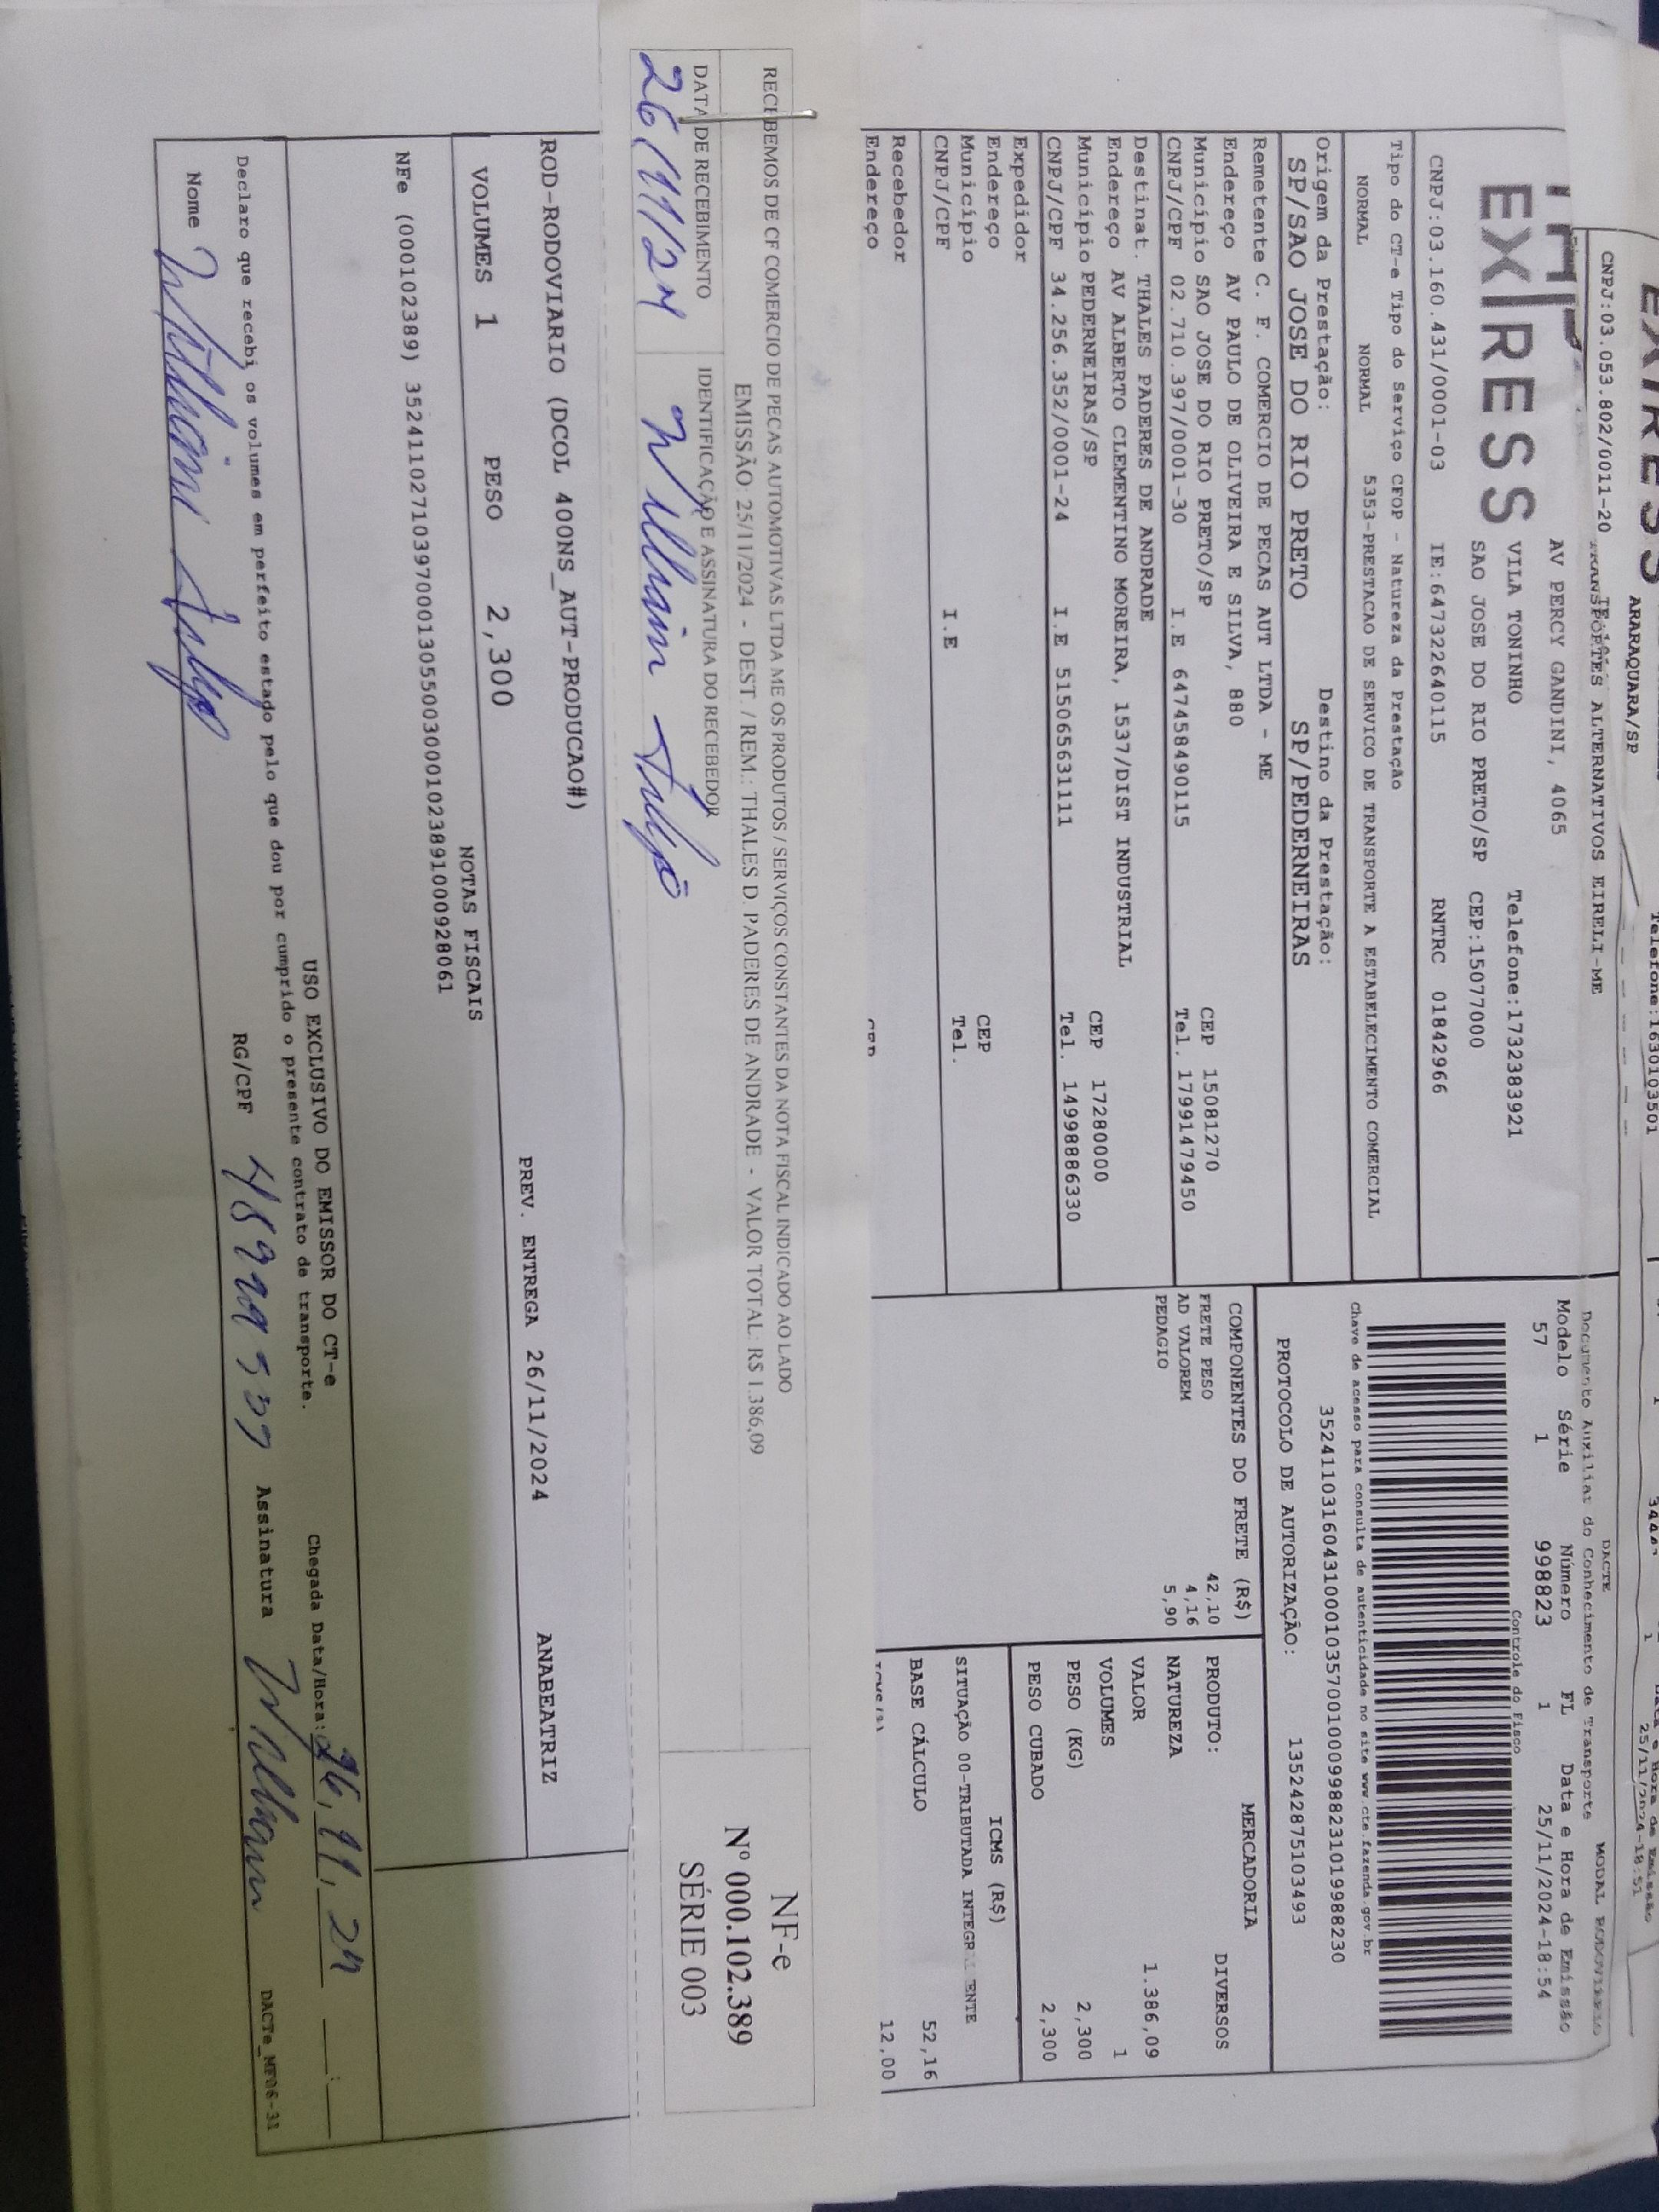 CNPJ:03.053.802/0011-20
ARARAQUARA/SP
Telefone:1630103501
25/11/2024-18:51
TRANSPORTES ALTERNATIVOS EIRELI-ME
AV PERCY GANDINI, 4065
VILA TONINHO
Telefone:1732383921
SAO JOSE DO RIO PRETO/SP CEP:15077000
CNPJ:03.160.431/0001-03 IE:647322640115 RNTRC 01842966
DACTE
MODAL RODOVIARIO
Documento Auxiliar do Conhecimento de Transporte
Modelo Série Número FL Data e Hora de Emissão
57 1 998823 1 25/11/2024-18:54
Controle do Fisco
Chave de acesso para consulta de autenticidade no site www.cte.fazenda.gov.br
35241103160431000103570010009988231019988230
PROTOCOLO DE AUTORIZAÇÃO: 135242875103493
Tipo do CT-e Tipo do Serviço CFOP - Natureza da Prestação
NORMAL NORMAL 5353-PRESTACAO DE SERVICO DE TRANSPORTE A ESTABELECIMENTO COMERCIAL
Origem da Prestação: Destino da Prestação:
SP/SAO JOSE DO RIO PRETO SP/PEDERNEIRAS
Remetente C. F. COMERCIO DE PECAS AUT LTDA - ME
Endereço AV PAULO DE OLIVEIRA E SILVA, 880
Município SAO JOSE DO RIO PRETO/SP CEP 15081270
CNPJ/CPF 02.710.397/0001-30 I.E 647458490115 Tel. 17991479450
Destinat. THALES PADERES DE ANDRADE
Endereço AV ALBERTO CLEMENTINO MOREIRA, 1537/DIST INDUSTRIAL
Município PEDERNEIRAS/SP CEP 17280000
CNPJ/CPF 34.256.352/0001-24 I.E 515065631111 Tel. 14998886330
Expedidor
Endereço
Município CEP
CNPJ/CPF I.E Tel.
Recebedor
Endereço
COMPONENTES DO FRETE (R$)
FRETE PESO 42,10
AD VALOREM 4,16
PEDAGIO 5,90
MERCADORIA
PRODUTO: DIVERSOS
NATUREZA
VALOR 1.386,09
VOLUMES 1
PESO (KG) 2,300
PESO CUBADO 2,300
ICMS (R$)
SITUAÇÃO 00-TRIBUTADA
BASE CÁLCULO 52,16
12,00
RECEBEMOS DE CF COMERCIO DE PECAS AUTOMOTIVAS LTDA ME OS PRODUTOS / SERVIÇOS CONSTANTES DA NOTA FISCAL INDICADO AO LADO
EMISSÃO: 25/11/2024 - DEST. / REM.: THALES D. PADERES DE ANDRADE - VALOR TOTAL: R$ 1.386,09
DATA DE RECEBIMENTO IDENTIFICAÇÃO E ASSINATURA DO RECEBEDOR
26/11/24 William
NF-e
Nº 000.102.389
SÉRIE 003
ROD-RODOVIARIO (DCOL 400NS_AUT-PRODUCAO#)
PREV. ENTREGA 26/11/2024 ANABEATRIZ
VOLUMES 1 PESO 2,300
NOTAS FISCAIS
NFe (000102389) 35241102710397000130550030001023891000928061
USO EXCLUSIVO DO EMISSOR DO CT-e
Declaro que recebi os volumes em perfeito estado pelo que dou por cumprido o presente contrato de transporte.
Chegada Data/Hora: 26/11/24
Nome William RG/CPF Assinatura William
DACTe_MF06-31